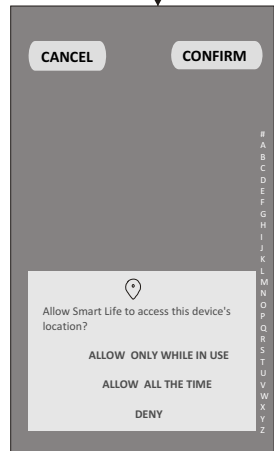 CANCEL
CONFIRM
#
A
B
C
D
E
F
G
H
I
J
K
L
M
N
O
P
Q
R
S
T
U
V
W
X
Y
Z
Allow Smart Life to access this device's
location?
ALLOW ONLY WHILE IN USE
ALLOW ALL THE TIME
DENY